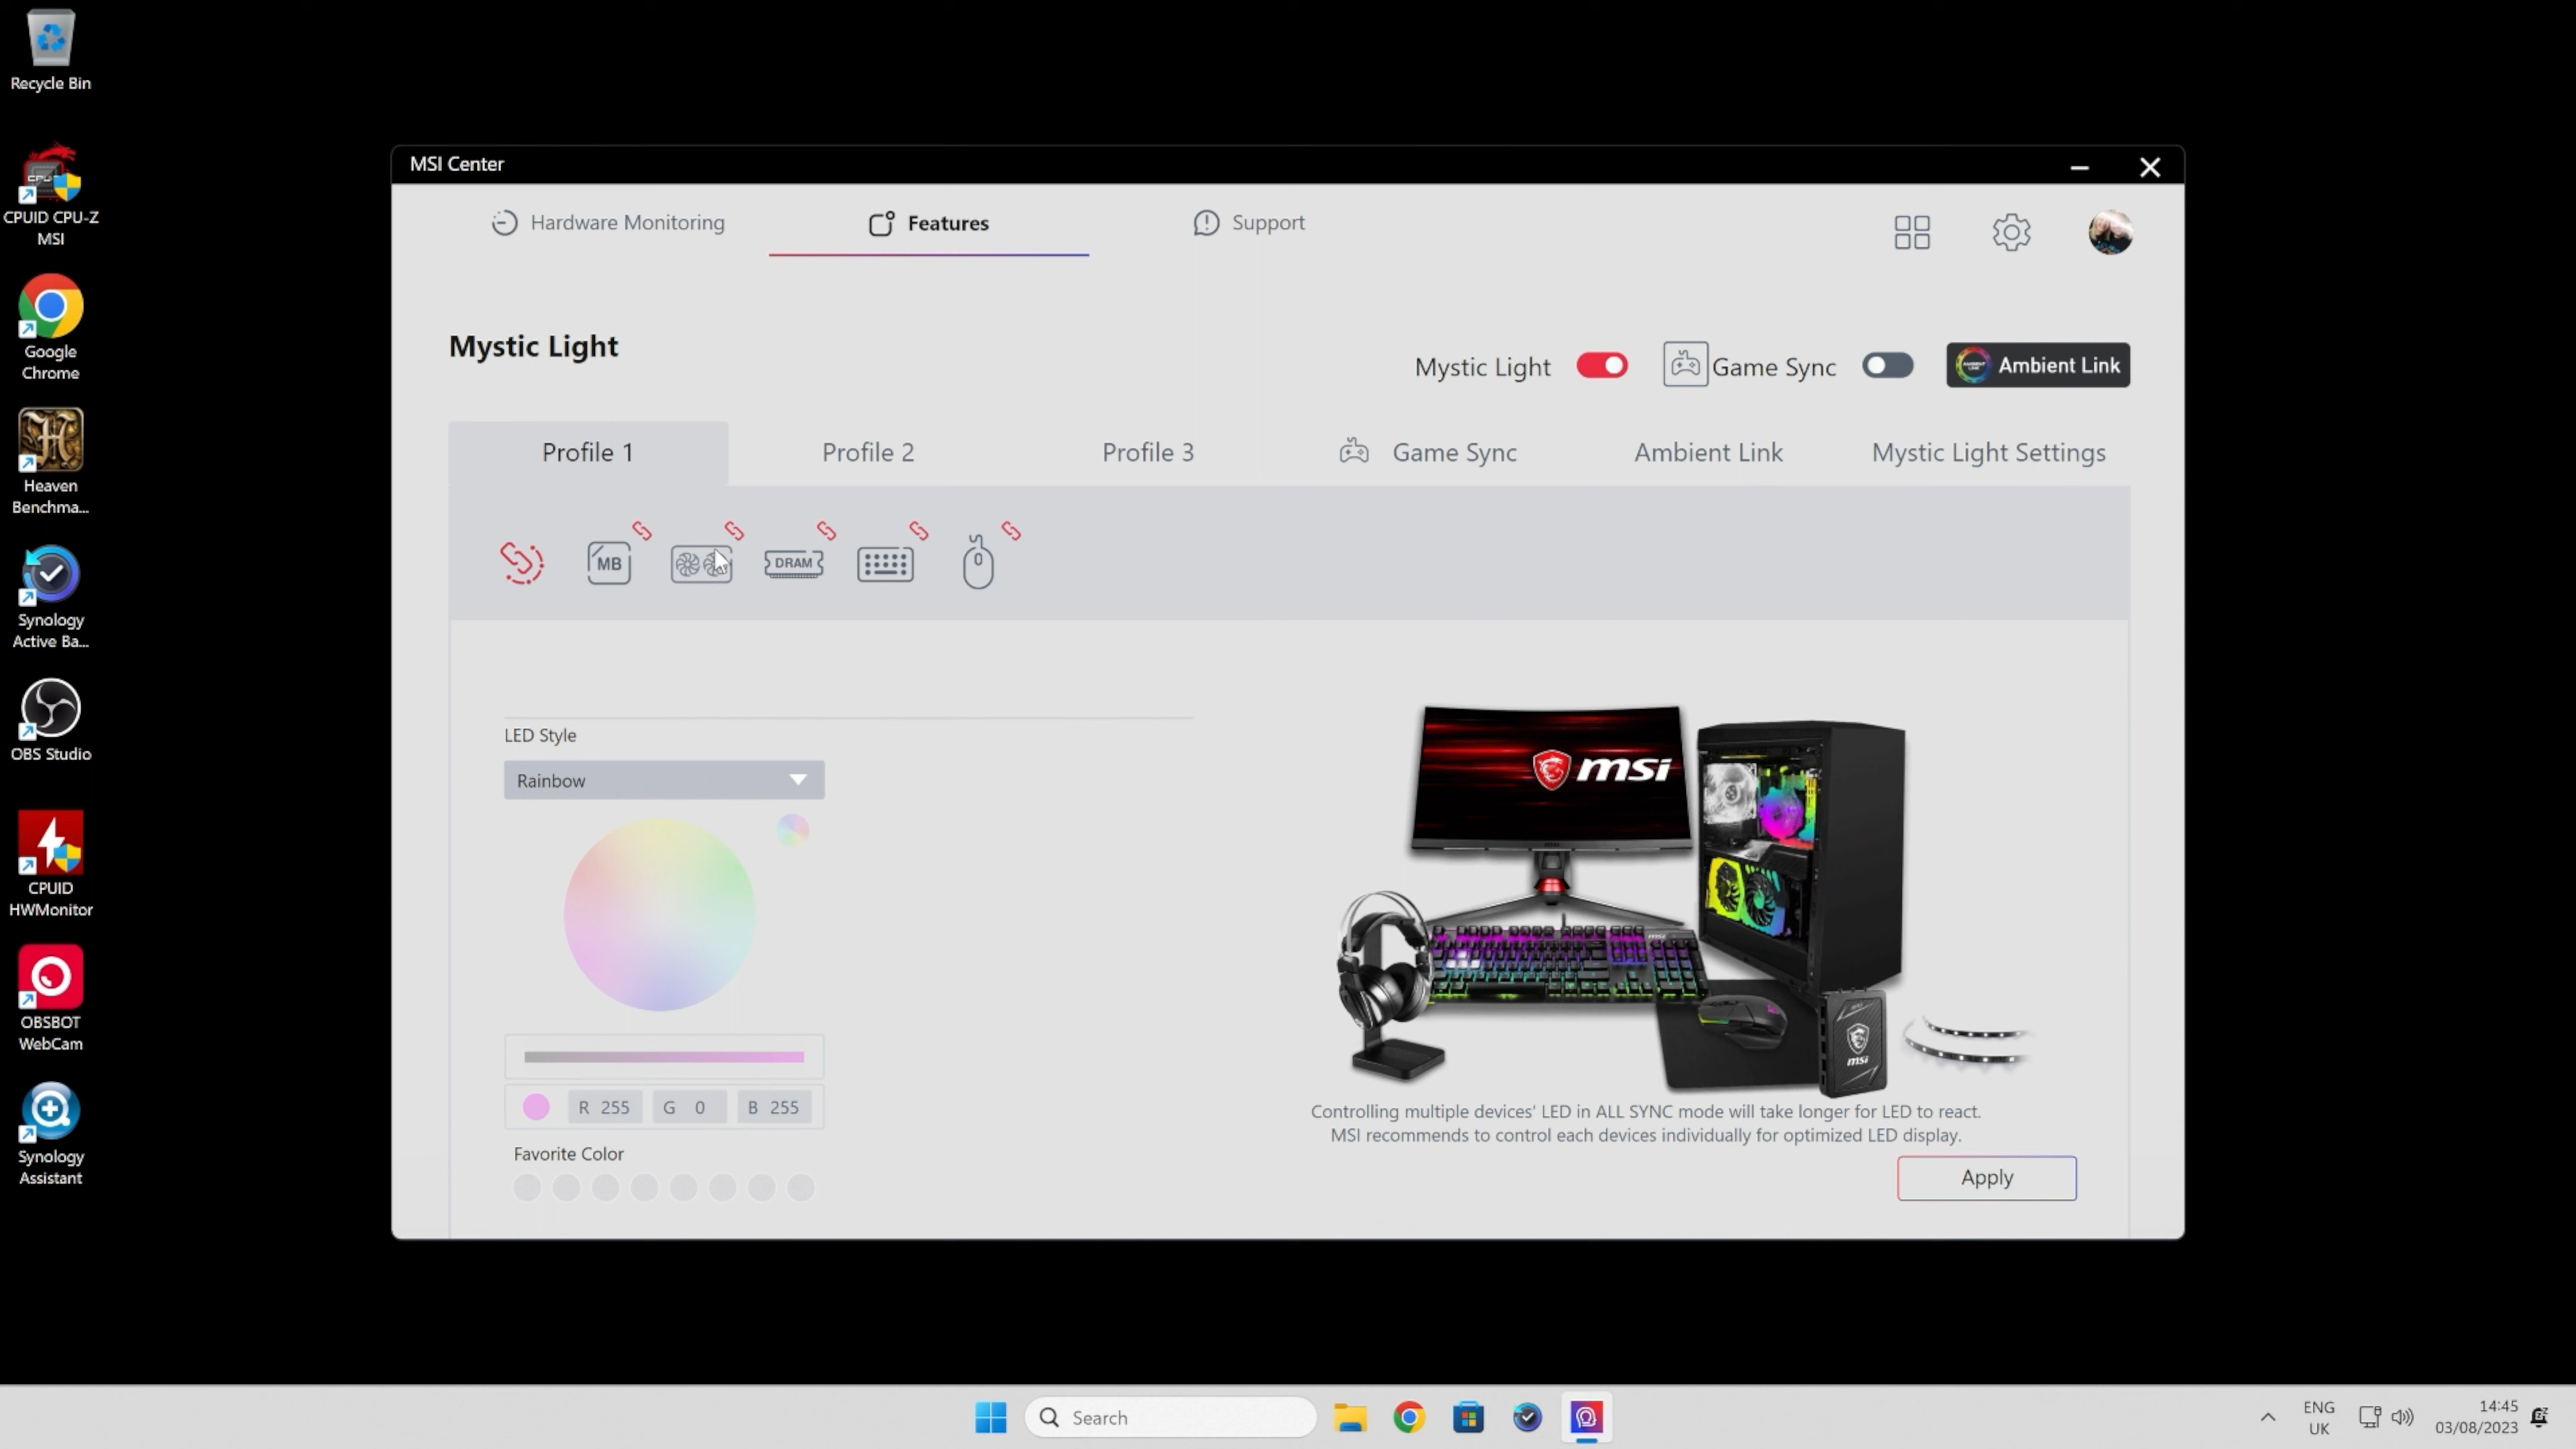 Recycle Bin
CPUID CPU-Z
MSI
Google
Chrome
Heaven
Benchma...
Synology
Active Ba...
OBS Studio
CPUID
HWMonitor
OBSBOT
WebCam
Synology
Assistant
MSI Center
Hardware Monitoring
Features
Support
Mystic Light
Mystic Light
Game Sync
Ambient Link
Profile 1
Profile 2
Profile 3
Game Sync
Ambient Link
Mystic Light Settings
MB
DRAM
LED Style
Rainbow
R 255
G 0
B 255
Favorite Color
msi
msi
Controlling multiple devices' LED in ALL SYNC mode will take longer for LED to react.
MSI recommends to control each devices individually for optimized LED display.
Apply
Search
ENG
UK
14:45
03/08/2023